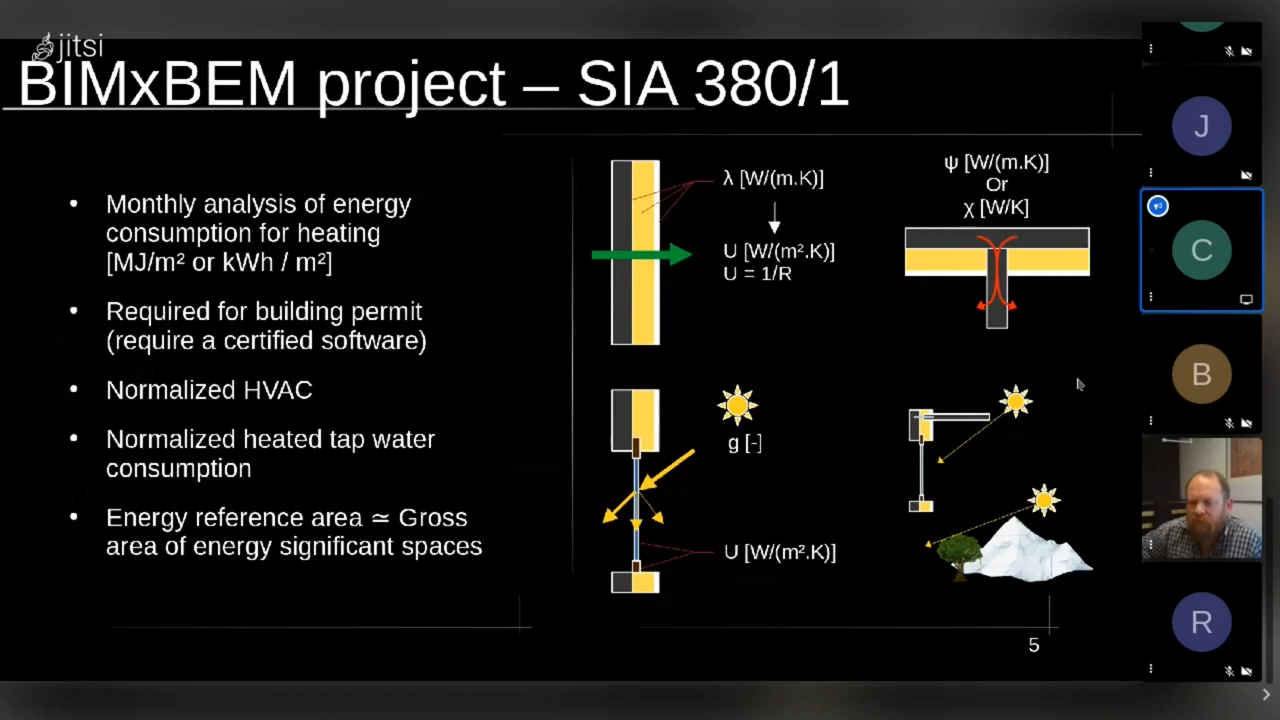 jitsi
BIMxBEM project – SIA 380/1
• Monthly analysis of energy
consumption for heating
[MJ/m² or kWh / m²]
• Required for building permit
(require a certified software)
• Normalized HVAC
• Normalized heated tap water
consumption
• Energy reference area ≃ Gross
area of energy significant spaces
λ [W/(m.K)]
U [W/(m².K)]
U = 1/R
ψ [W/(m.K)]
Or
χ [W/K]
g [-]
U [W/(m².K)]
5
J
C
B
R